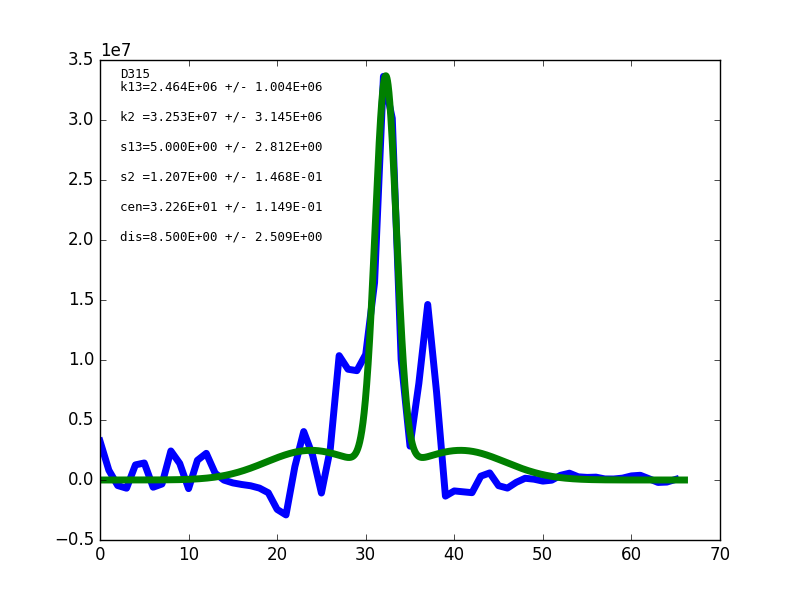 1e7
3.5
3.0
2.5
2.0
1.5
1.0
0.5
0.0
−0.5
D315
k13=2.464E+06 +/- 1.004E+06
k2 =3.253E+07 +/- 3.145E+06
s13=5.000E+00 +/- 2.812E+00
s2 =1.207E+00 +/- 1.468E-01
cen=3.226E+01 +/- 1.149E-01
dis=8.500E+00 +/- 2.509E+00
0 10 20 30 40 50 60 70